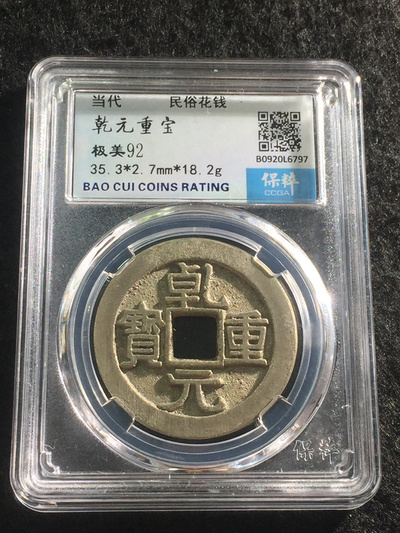 当代 民俗花钱
乾元重宝
极美92
35.3*2.7mm*18.2g
BAO CUI COINS RATING
B0920L6797
保粹
CCGA
乾
元
重
寶
保粹